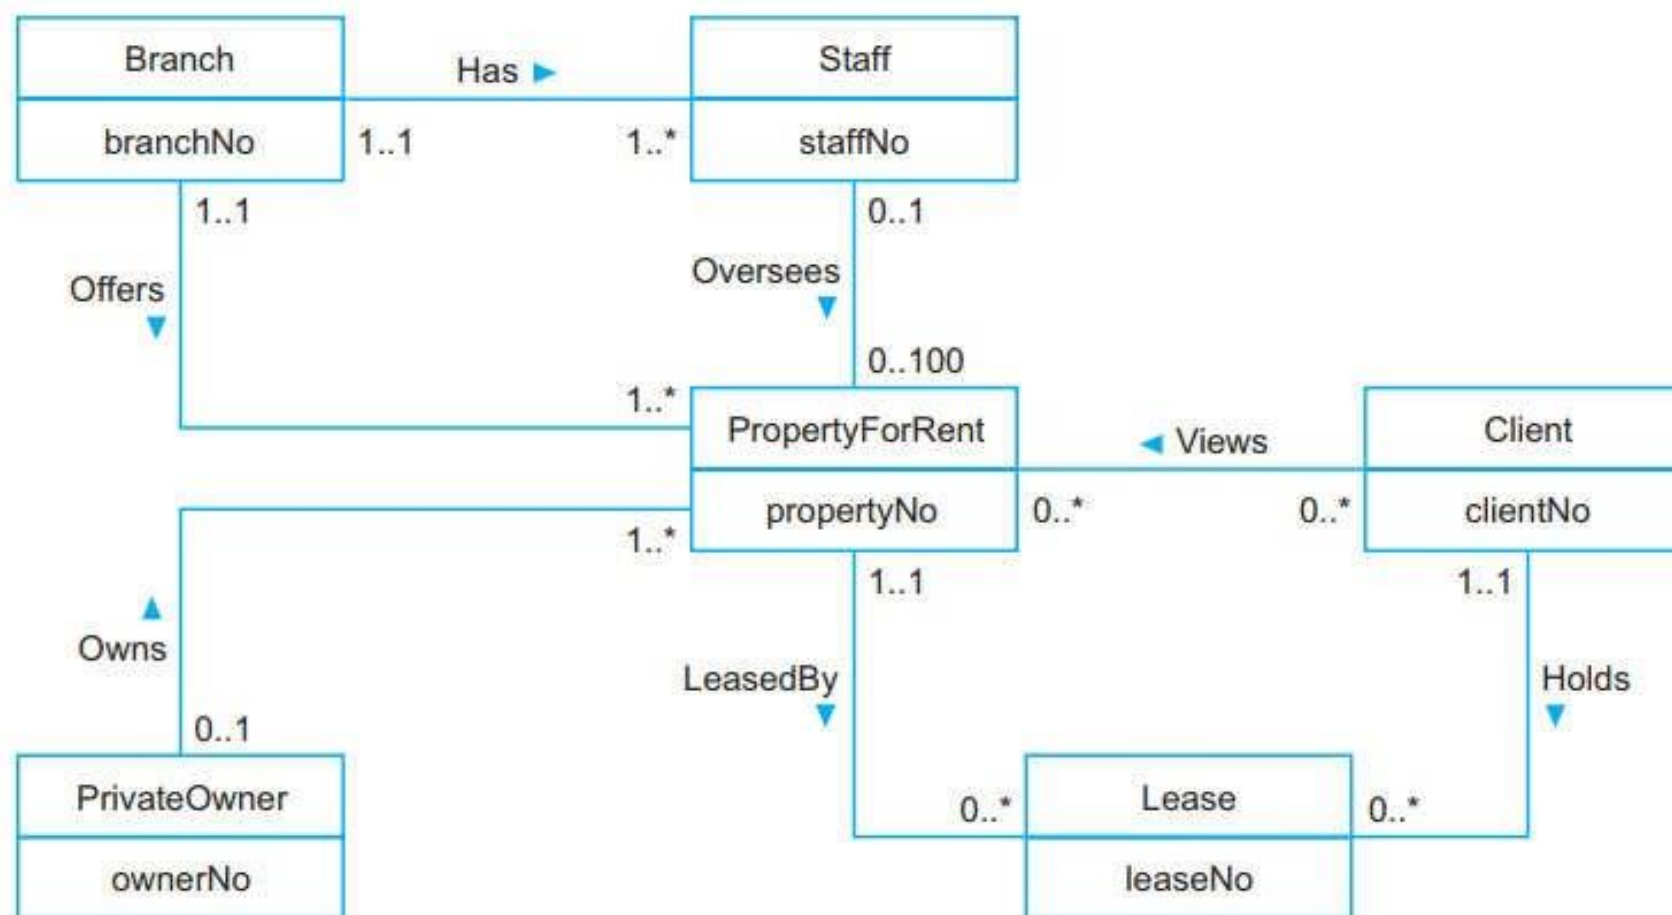 Branch
Has
Staff
branchNo
1..1
1..*
staffNo
1..1
0..1
Offers
Oversees
0..100
1..*
PropertyForRent
Views
Client
propertyNo
0..*
0..*
clientNo
1..*
1..1
1..1
Owns
LeasedBy
Holds
0..1
PrivateOwner
0..*
Lease
0..*
ownerNo
leaseNo